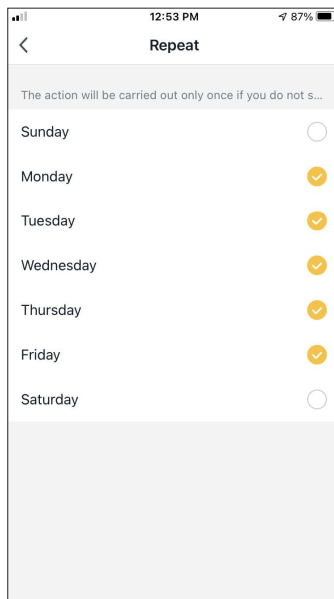 12:53 PM 87%
Repeat
The action will be carried out only once if you do not s...
Sunday
Monday
Tuesday
Wednesday
Thursday
Friday
Saturday